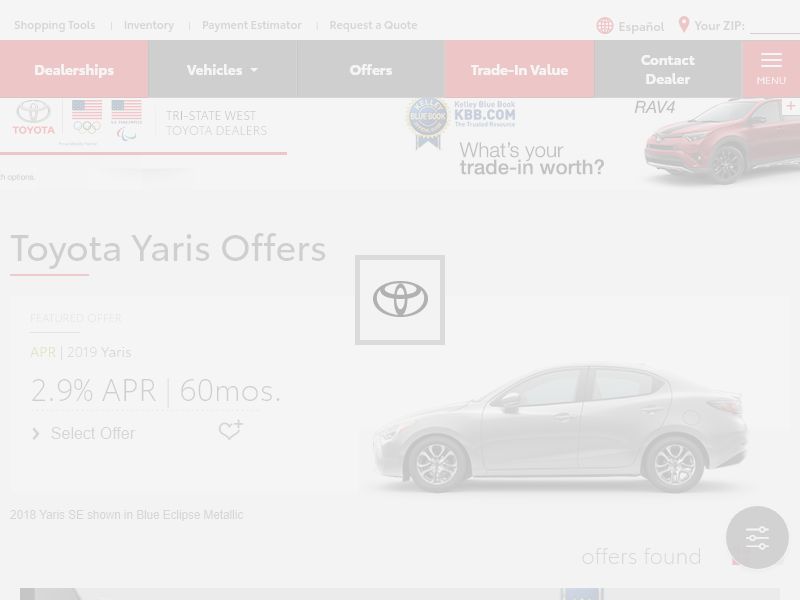 Shopping Tools | Inventory | Payment Estimator | Request a Quote Español Your ZIP:
Dealerships Vehicles Offers Trade-In Value Contact Dealer MENU
TOYOTA
TRI-STATE WEST
TOYOTA DEALERS
KELLEY
BLUE BOOK
Kelley Blue Book
KBB.COM
The Trusted Resource
RAV4
What's your
trade-in worth?
th options.
Toyota Yaris Offers
FEATURED OFFER
APR | 2019 Yaris
2.9% APR | 60mos.
Select Offer
2018 Yaris SE shown in Blue Eclipse Metallic
offers found